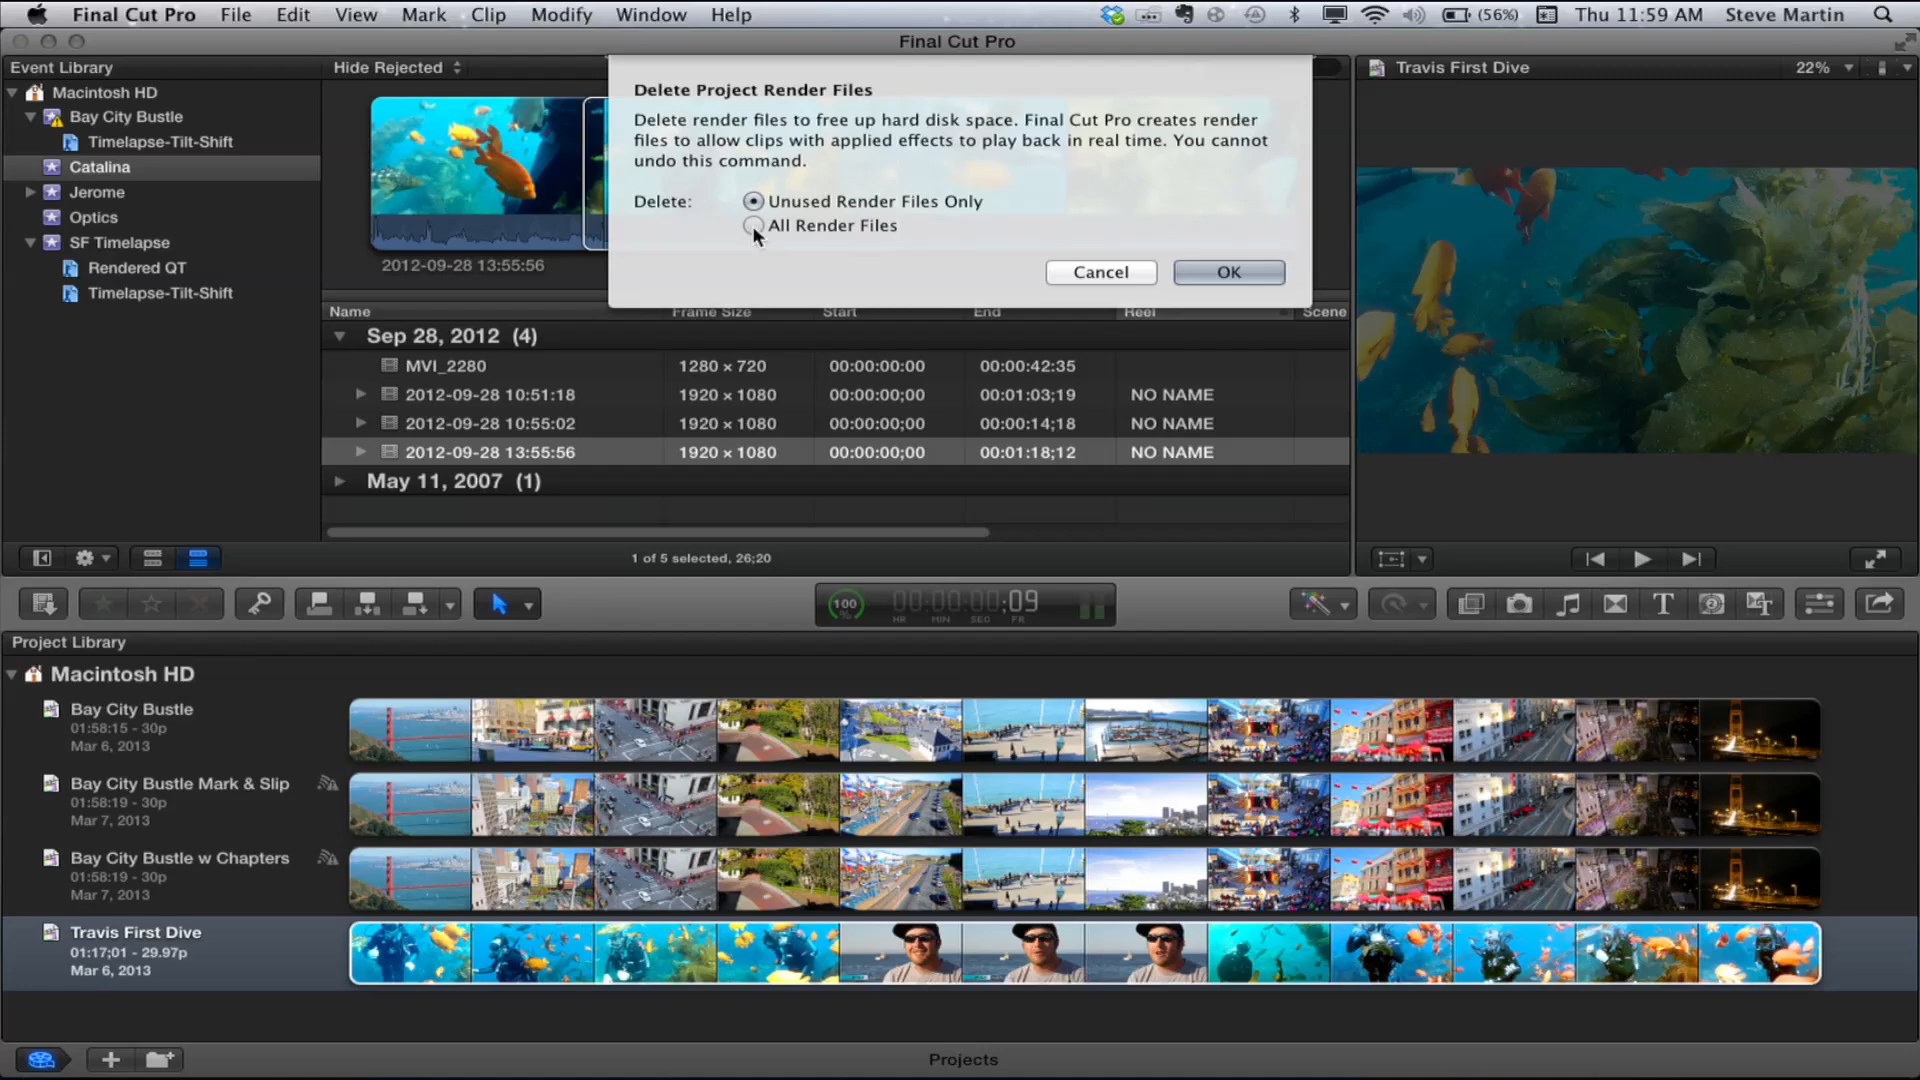 Final Cut Pro File Edit View Mark Clip Modify Window Help (56%) Thu 11:59 AM Steve Martin
Final Cut Pro
Event Library
Hide Rejected
Travis First Dive
22%
Macintosh HD
Bay City Bustle
Timelapse-Tilt-Shift
Catalina
Jerome
Optics
SF Timelapse
Rendered QT
Timelapse-Tilt-Shift
2012-09-28 13:55:56
Delete Project Render Files
Delete render files to free up hard disk space. Final Cut Pro creates render
files to allow clips with applied effects to play back in real time. You cannot
undo this command.
Delete:
Unused Render Files Only
All Render Files
Cancel
OK
Name Frame Size Start End Reel Scene
Sep 28, 2012 (4)
MVI_2280 1280 × 720 00:00:00:00 00:00:42:35
2012-09-28 10:51:18 1920 × 1080 00:00:00;00 00:01:03;19 NO NAME
2012-09-28 10:55:02 1920 × 1080 00:00:00;00 00:00:14;18 NO NAME
2012-09-28 13:55:56 1920 × 1080 00:00:00;00 00:01:18;12 NO NAME
May 11, 2007 (1)
1 of 5 selected, 26;20
100
%
00:00:00;09
HR MIN SEC FR
T
Project Library
Macintosh HD
Bay City Bustle
01:58:15 - 30p
Mar 6, 2013
Bay City Bustle Mark & Slip
01:58:19 - 30p
Mar 7, 2013
Bay City Bustle w Chapters
01:58:19 - 30p
Mar 7, 2013
Travis First Dive
01:17;01 - 29.97p
Mar 6, 2013
Projects